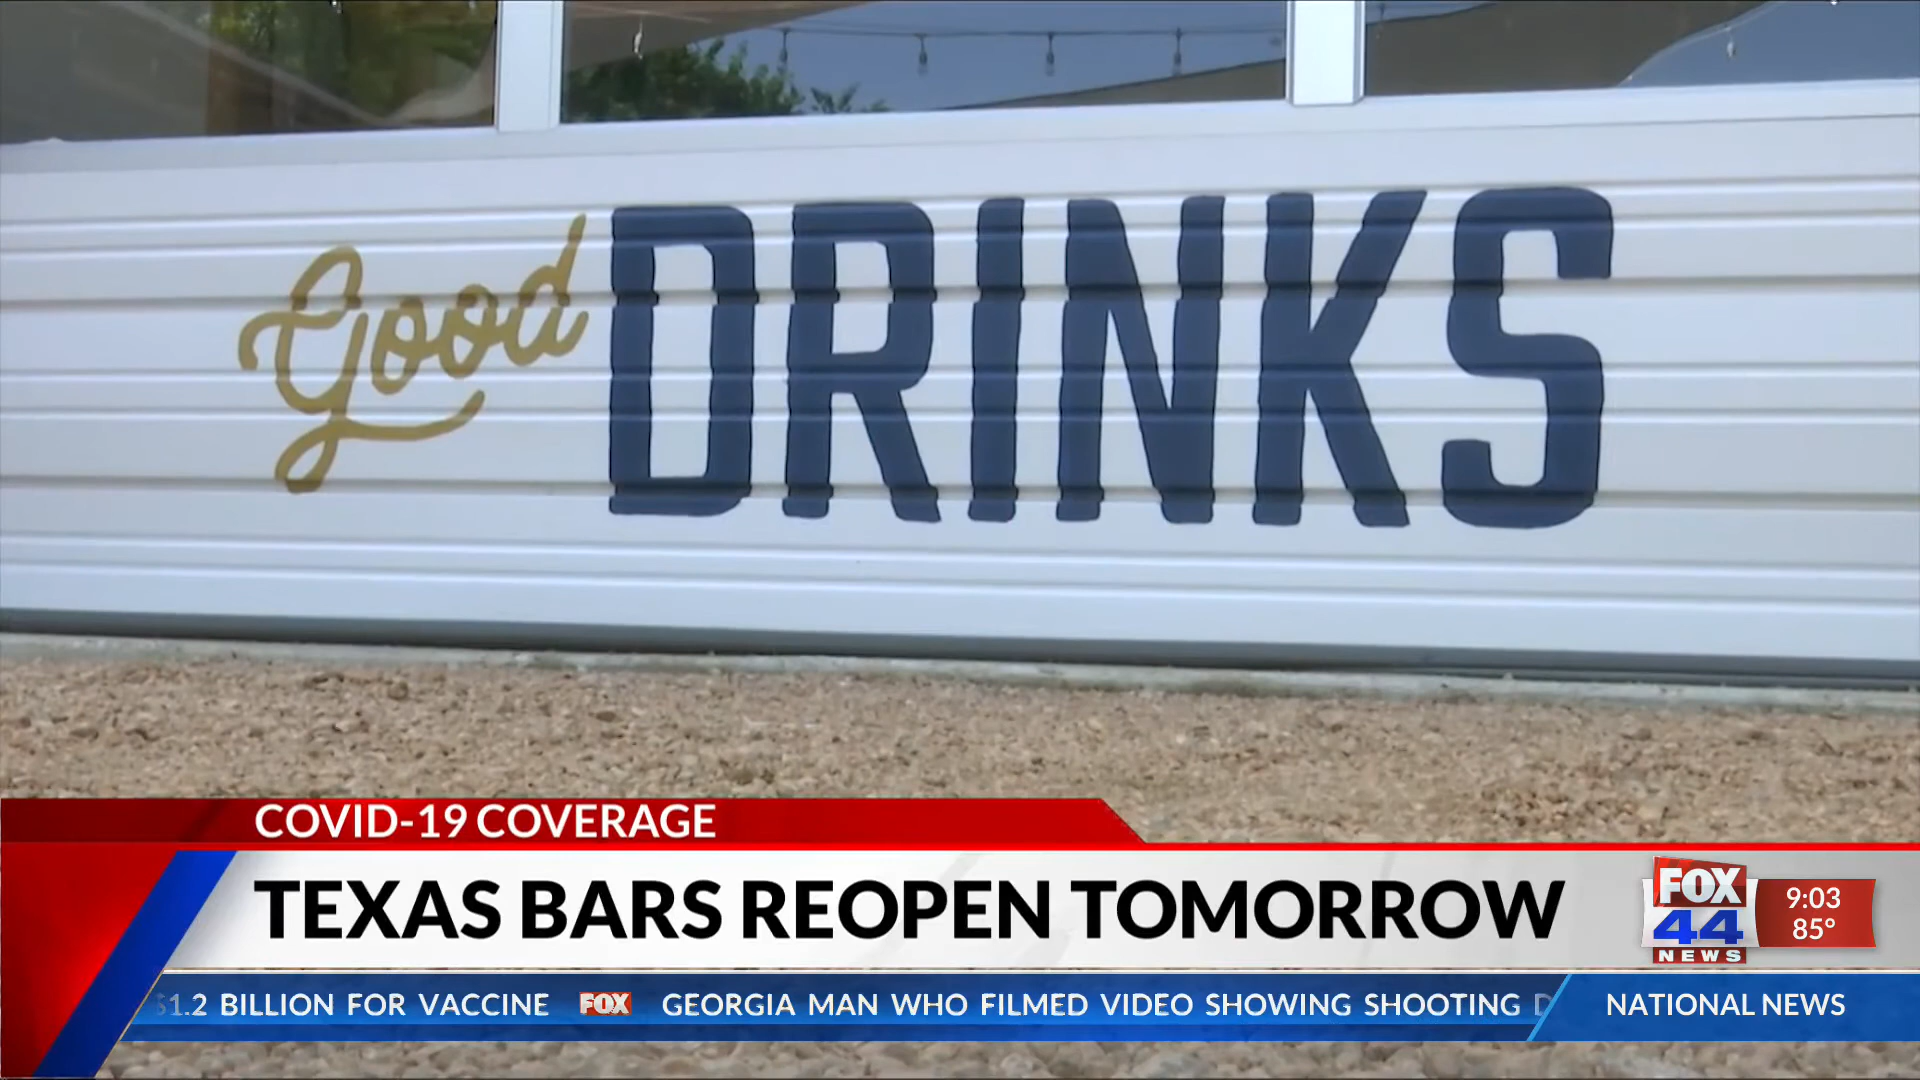 Good DRINKS
COVID-19 COVERAGE
TEXAS BARS REOPEN TOMORROW
FOX
44
NEWS
9:03
85°
$1.2 BILLION FOR VACCINE FOX GEORGIA MAN WHO FILMED VIDEO SHOWING SHOOTING
NATIONAL NEWS